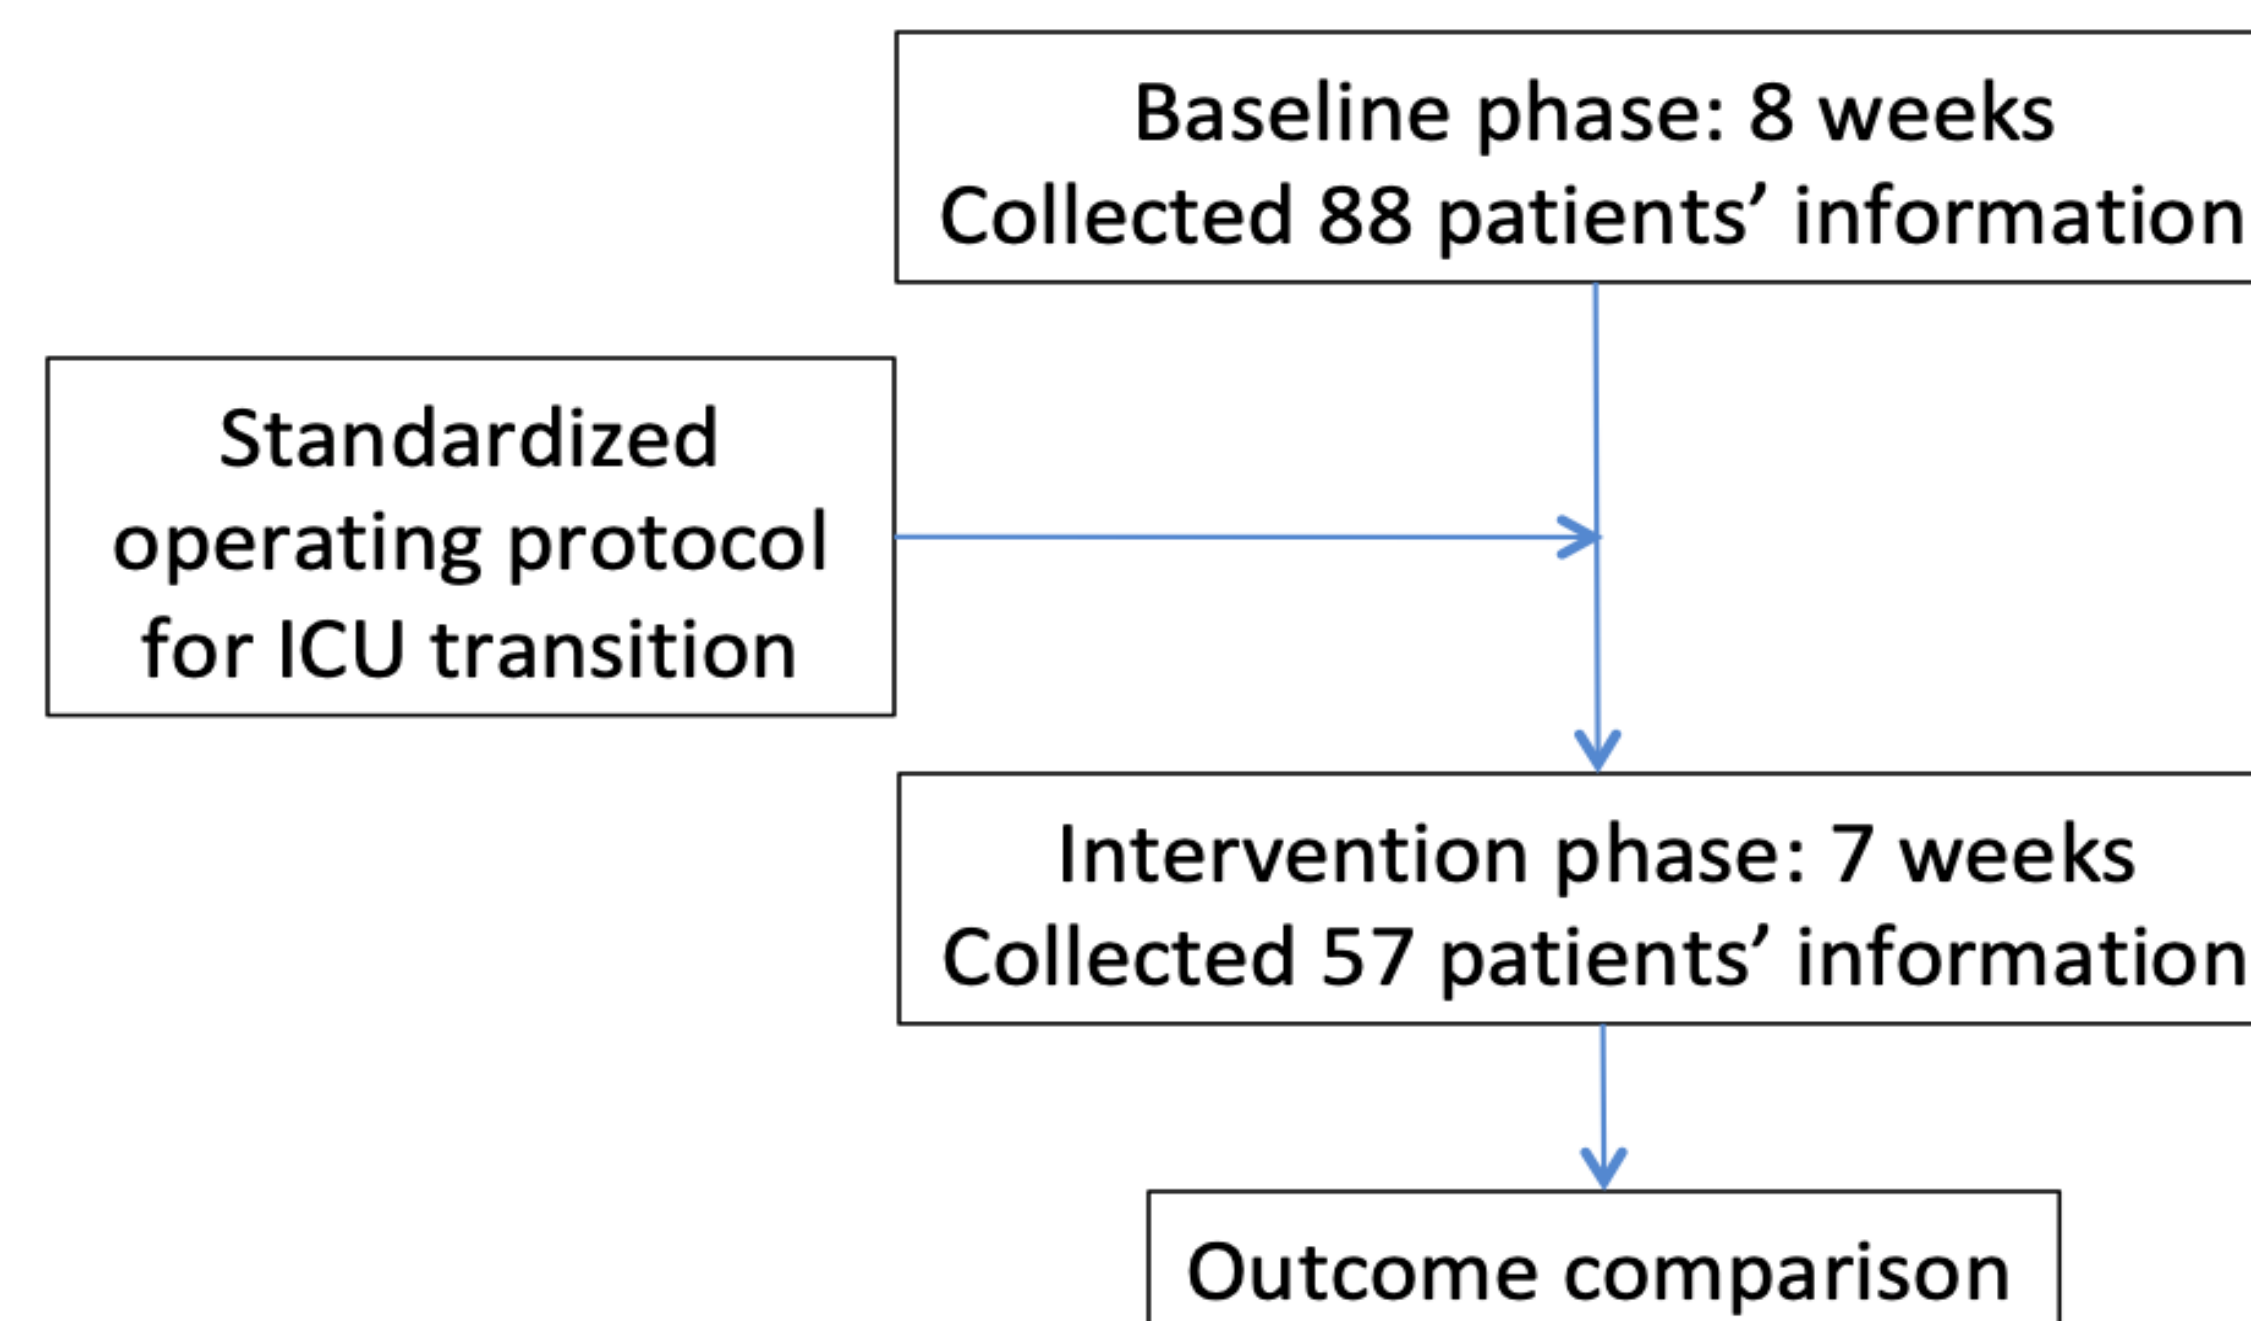 Baseline phase: 8 weeks
Collected 88 patients’ information
Standardized
operating protocol
for ICU transition
Intervention phase: 7 weeks
Collected 57 patients’ information
Outcome comparison